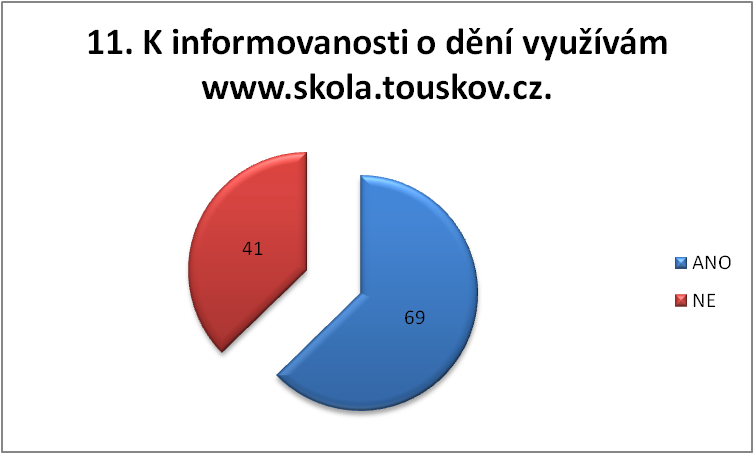 11. K informovanosti o dění využívám
www.skola.touskov.cz.
41
69
ANO
NE